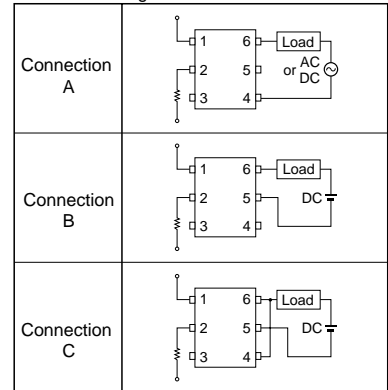 Connection
A
1 6 Load
2 5 or AC
DC
3 4
Connection
B
1 6 Load
2 5 DC
3 4
Connection
C
1 6 Load
2 5 DC
3 4